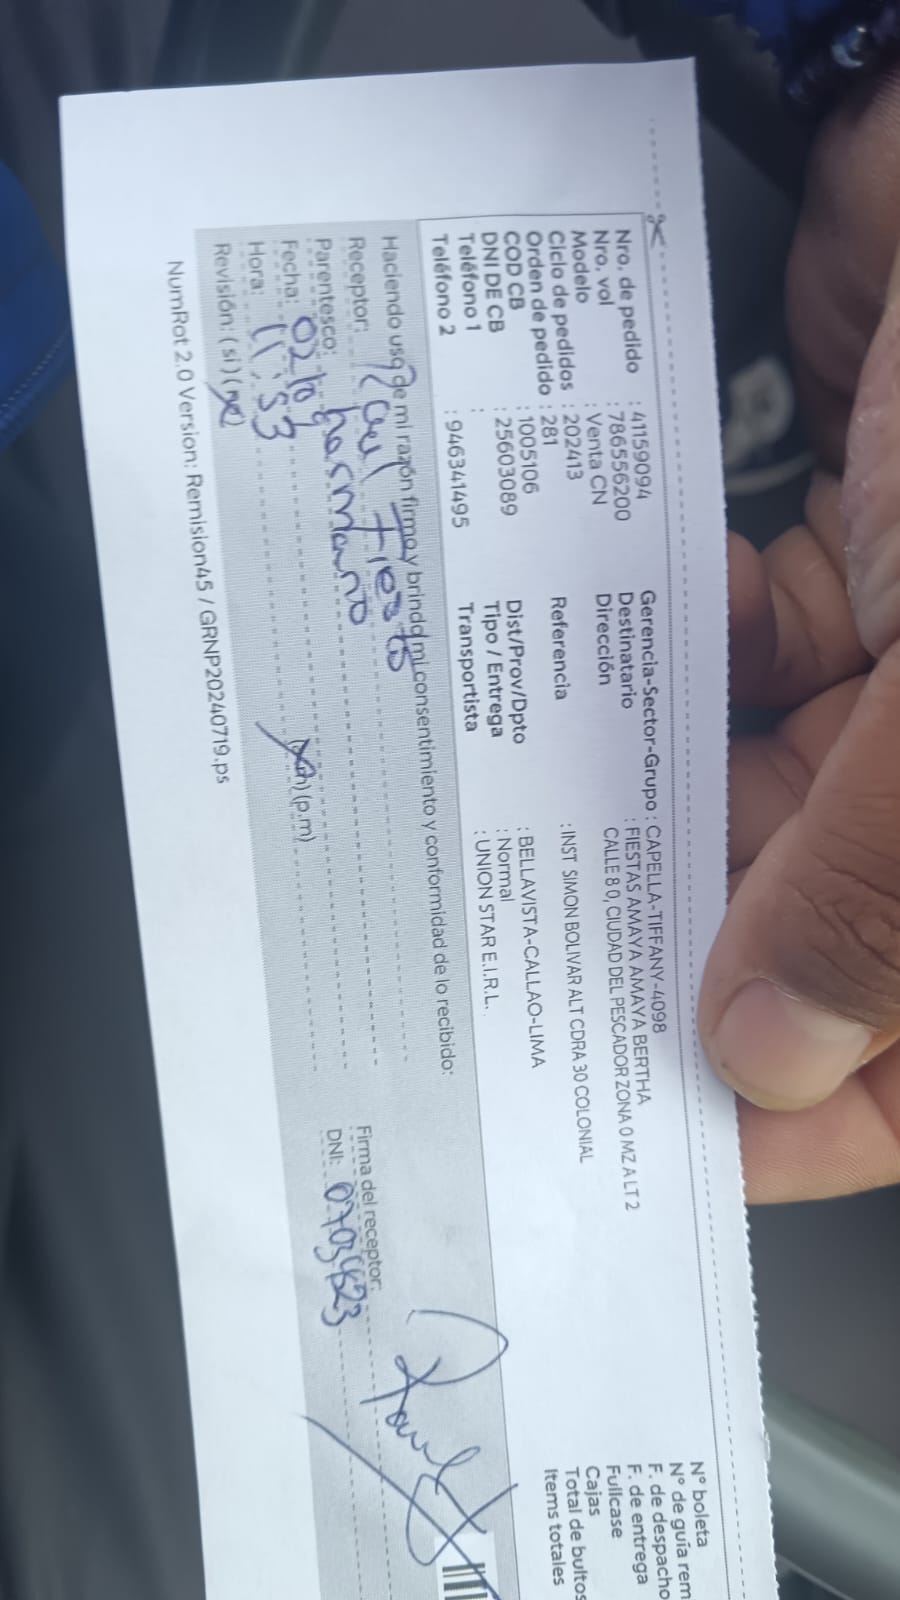 Nro. de pedido : 41159094
Nro. vol : 786556200
Modelo : Venta CN
Ciclo de pedidos : 202413
Orden de pedido : 281
COD CB : 1005106
DNI DE CB : 25603089
Teléfono 1 :
Teléfono 2 : 946341495
Gerencia-Sector-Grupo : CAPELLA-TIFFANY-4098
Destinatario : FIESTAS AMAYA AMAYA BERTHA
Dirección CALLE 8 0, CIUDAD DEL PESCADOR ZONA 0 MZ A LT 2
Referencia : INST SIMON BOLIVAR ALT CDRA 30 COLONIAL
Dist/Prov/Dpto : BELLAVISTA-CALLAO-LIMA
Tipo / Entrega : Normal
Transportista : UNION STAR E.I.R.L.
N° boleta
N° de guía rem
F. de despacho
F. de entrega
Fullcase
Cajas
Total de bultos
Items totales
Haciendo uso de mi razón firmo y brindo mi consentimiento y conformidad de lo recibido:
Receptor: Raul Fiestas
Parentesco: hermano
Fecha: 02/08
Hora: 11:53 (a.m) (p.m)
Revisión: (si) (no)
Firma del receptor:
DNI:
NumRot 2.0 Version: Remision45 / GRNP20240719.ps